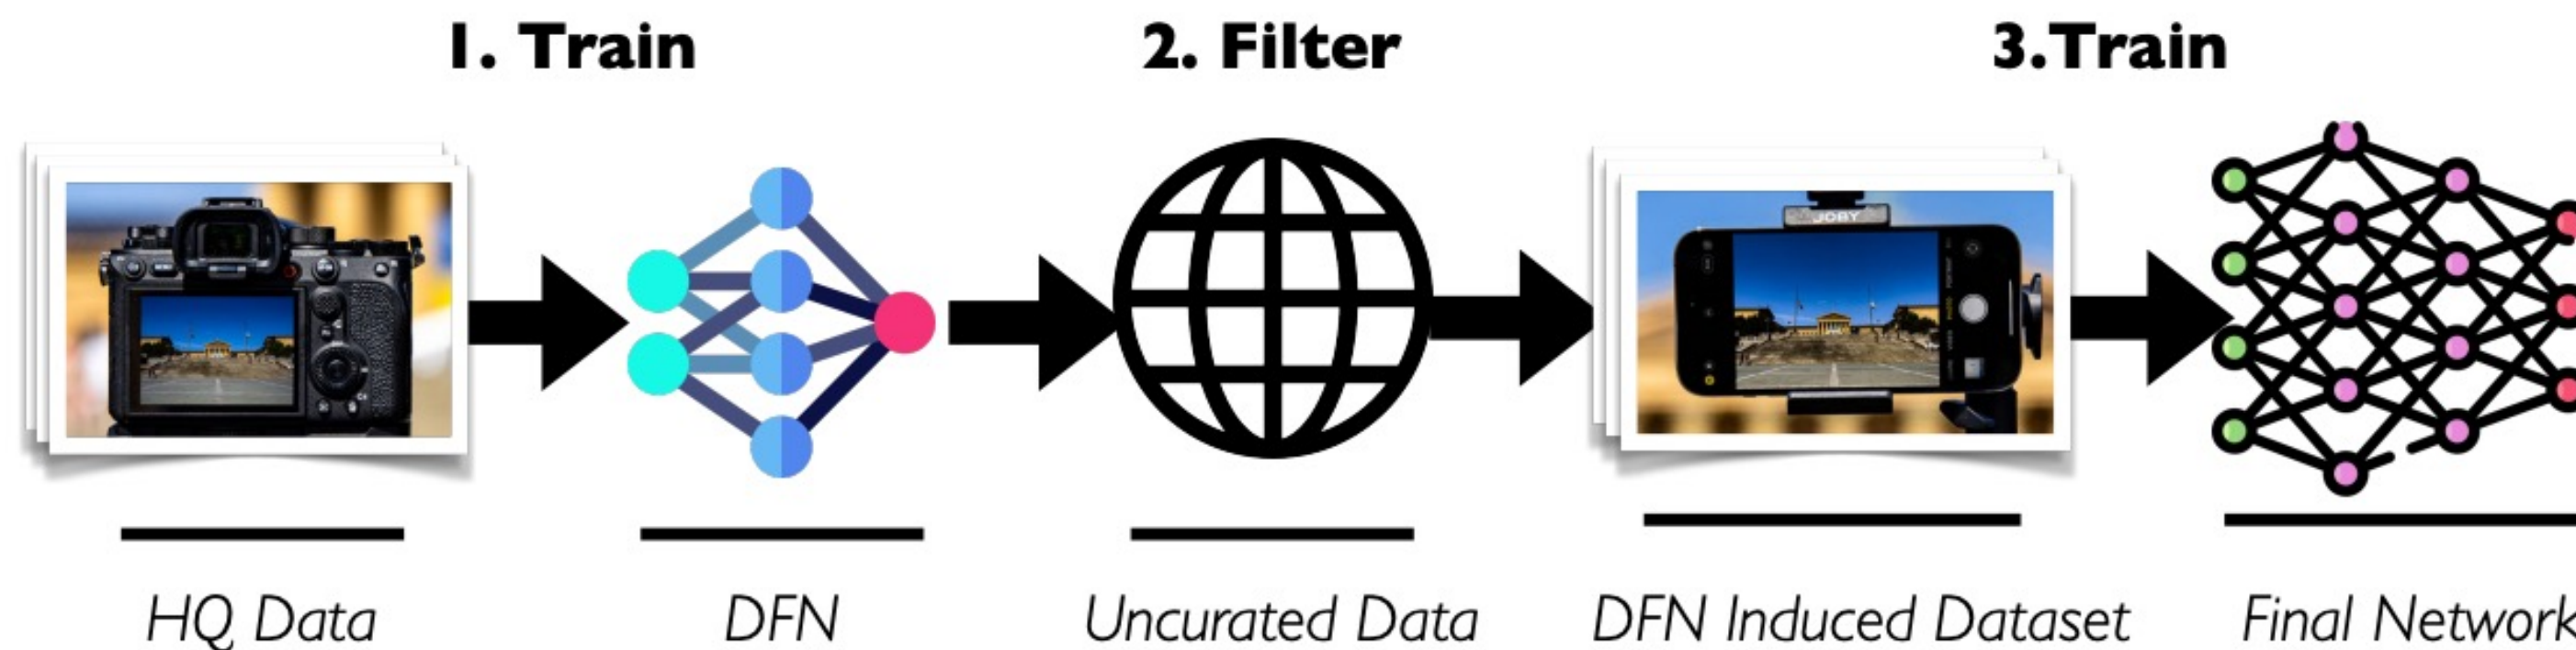 1. Train
2. Filter
3.Train
JOBY
HQ Data
DFN
Uncurated Data
DFN Induced Dataset
Final Network